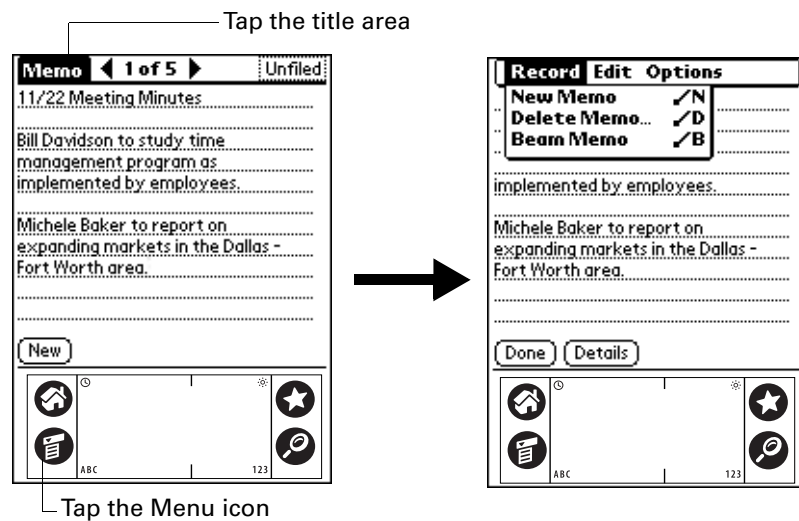 Tap the title area
Memo 1 of 5 Unfiled
11/22 Meeting Minutes
Bill Davidson to study time
management program as
implemented by employees.
Michele Baker to report on
expanding markets in the Dallas -
Fort Worth area.
New
ABC 123
Tap the Menu icon
Record Edit Options
New Memo N
Delete Memo... D
Beam Memo B
implemented by employees.
Michele Baker to report on
expanding markets in the Dallas -
Fort Worth area.
Done Details
ABC 123